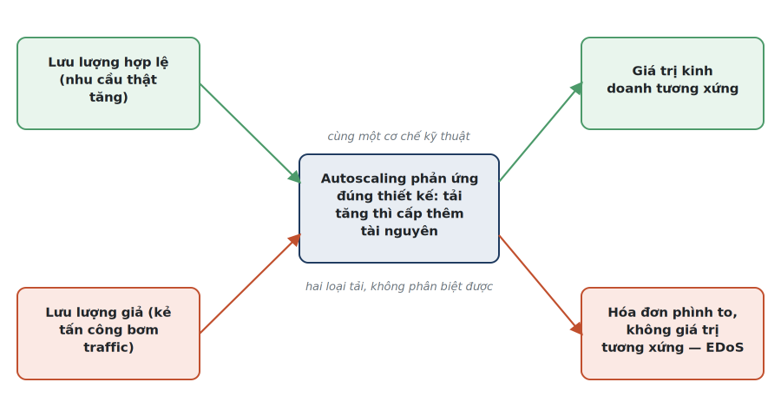 Lưu lượng hợp lệ
(nhu cầu thật
tăng)
Giá trị kinh
doanh tương xứng
cùng một cơ chế kỹ thuật
Autoscaling phản ứng
đúng thiết kế: tải
tăng thì cấp thêm
tài nguyên
hai loại tải, không phân biệt được
Lưu lượng giả (kẻ
tấn công bơm
traffic)
Hóa đơn phình to,
không giá trị
tương xứng — EDoS